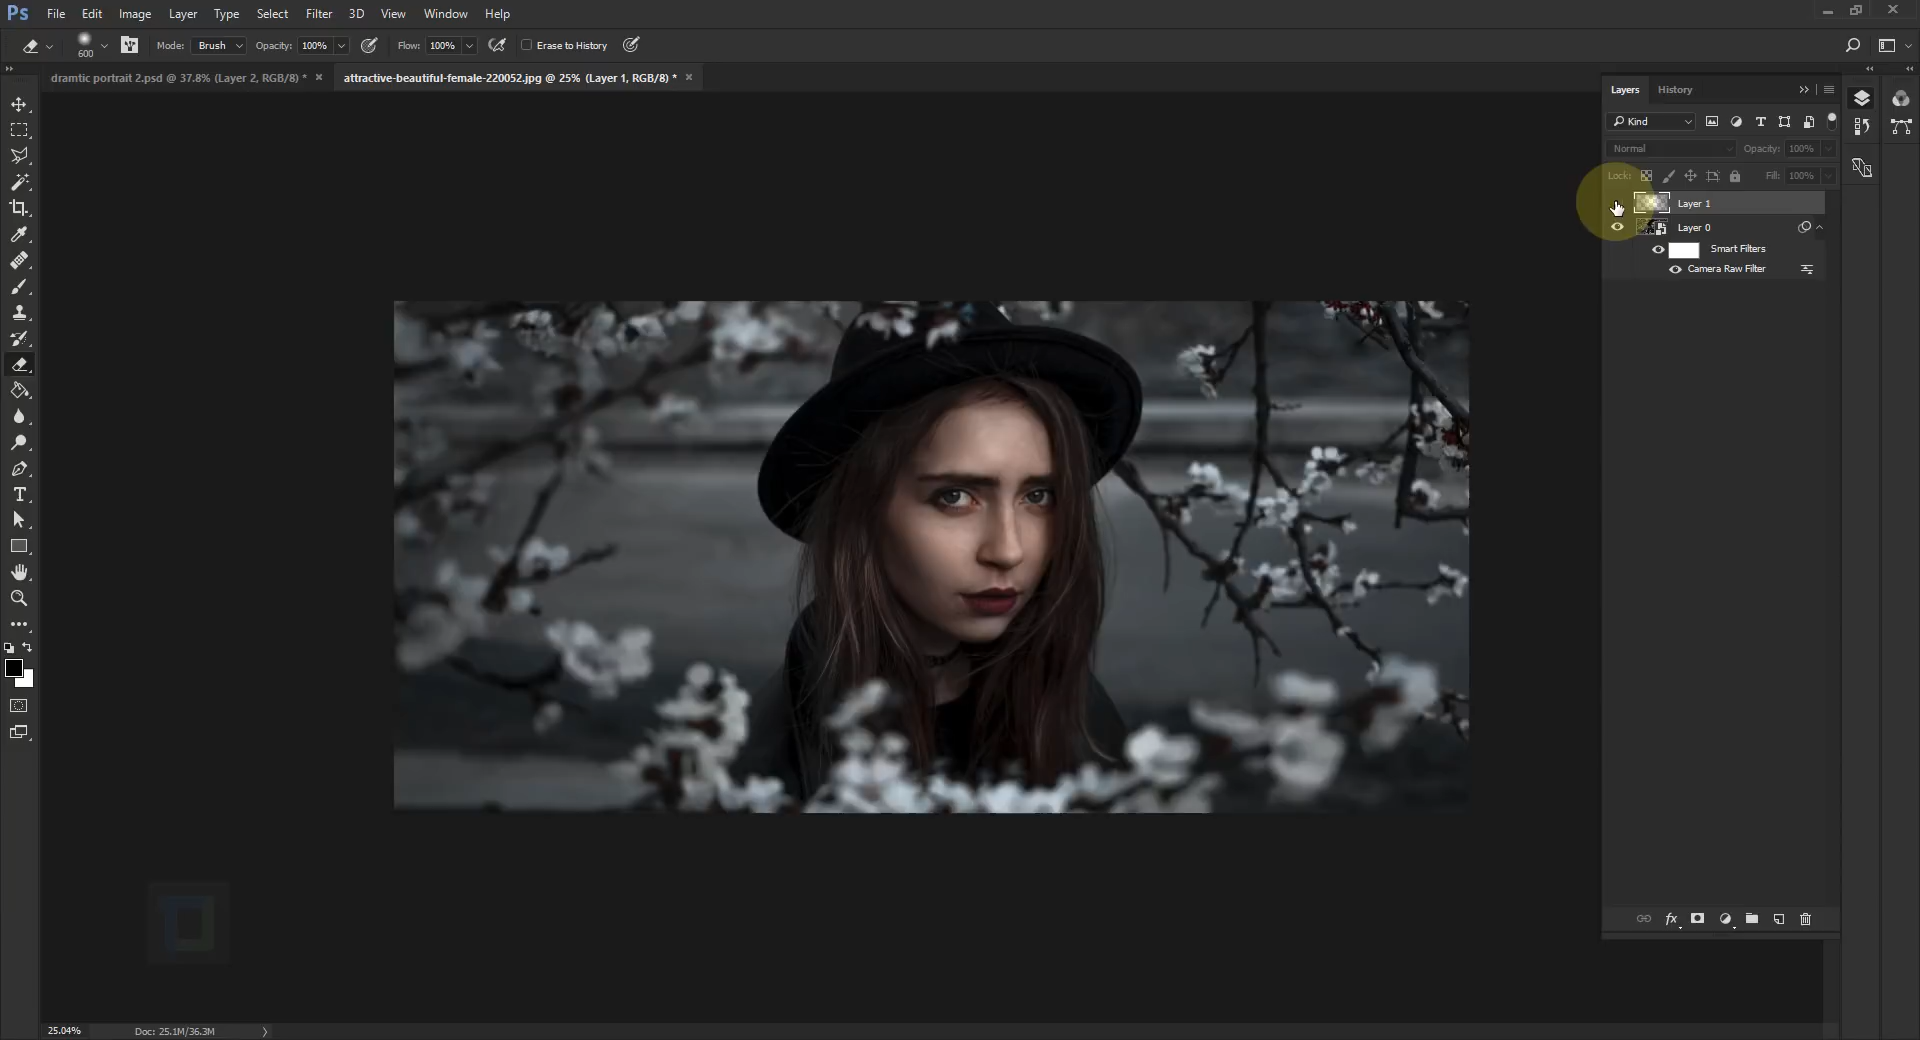 Ps File Edit Image Layer Type Select Filter 3D View Window Help
600 Mode: Brush Opacity: 100% Flow: 100% Erase to History
dramtic portrait 2.psd @ 37.8% (Layer 2, RGB/8) * × attractive-beautiful-female-220052.jpg @ 25% (Layer 1, RGB/8) * ×
Layers History
Kind
Normal Opacity: 100%
Lock: Fill: 100%
Layer 1
Layer 0
Smart Filters
Camera Raw Filter
fx
25.04% Doc: 25.1M/36.3M